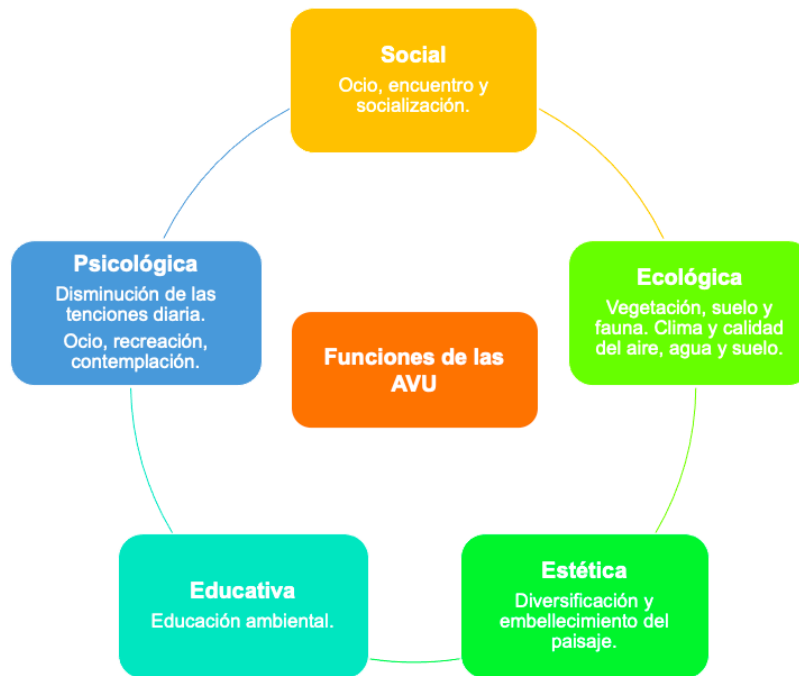 Social
Ocio, encuentro y
socialización.
Psicológica
Disminución de las
tenciones diaria.
Ocio, recreación,
contemplación.
Ecológica
Vegetación, suelo y
fauna. Clima y calidad
del aire, agua y suelo.
Funciones de las
AVU
Educativa
Educación ambiental.
Estética
Diversificación y
embellecimiento del
paisaje.